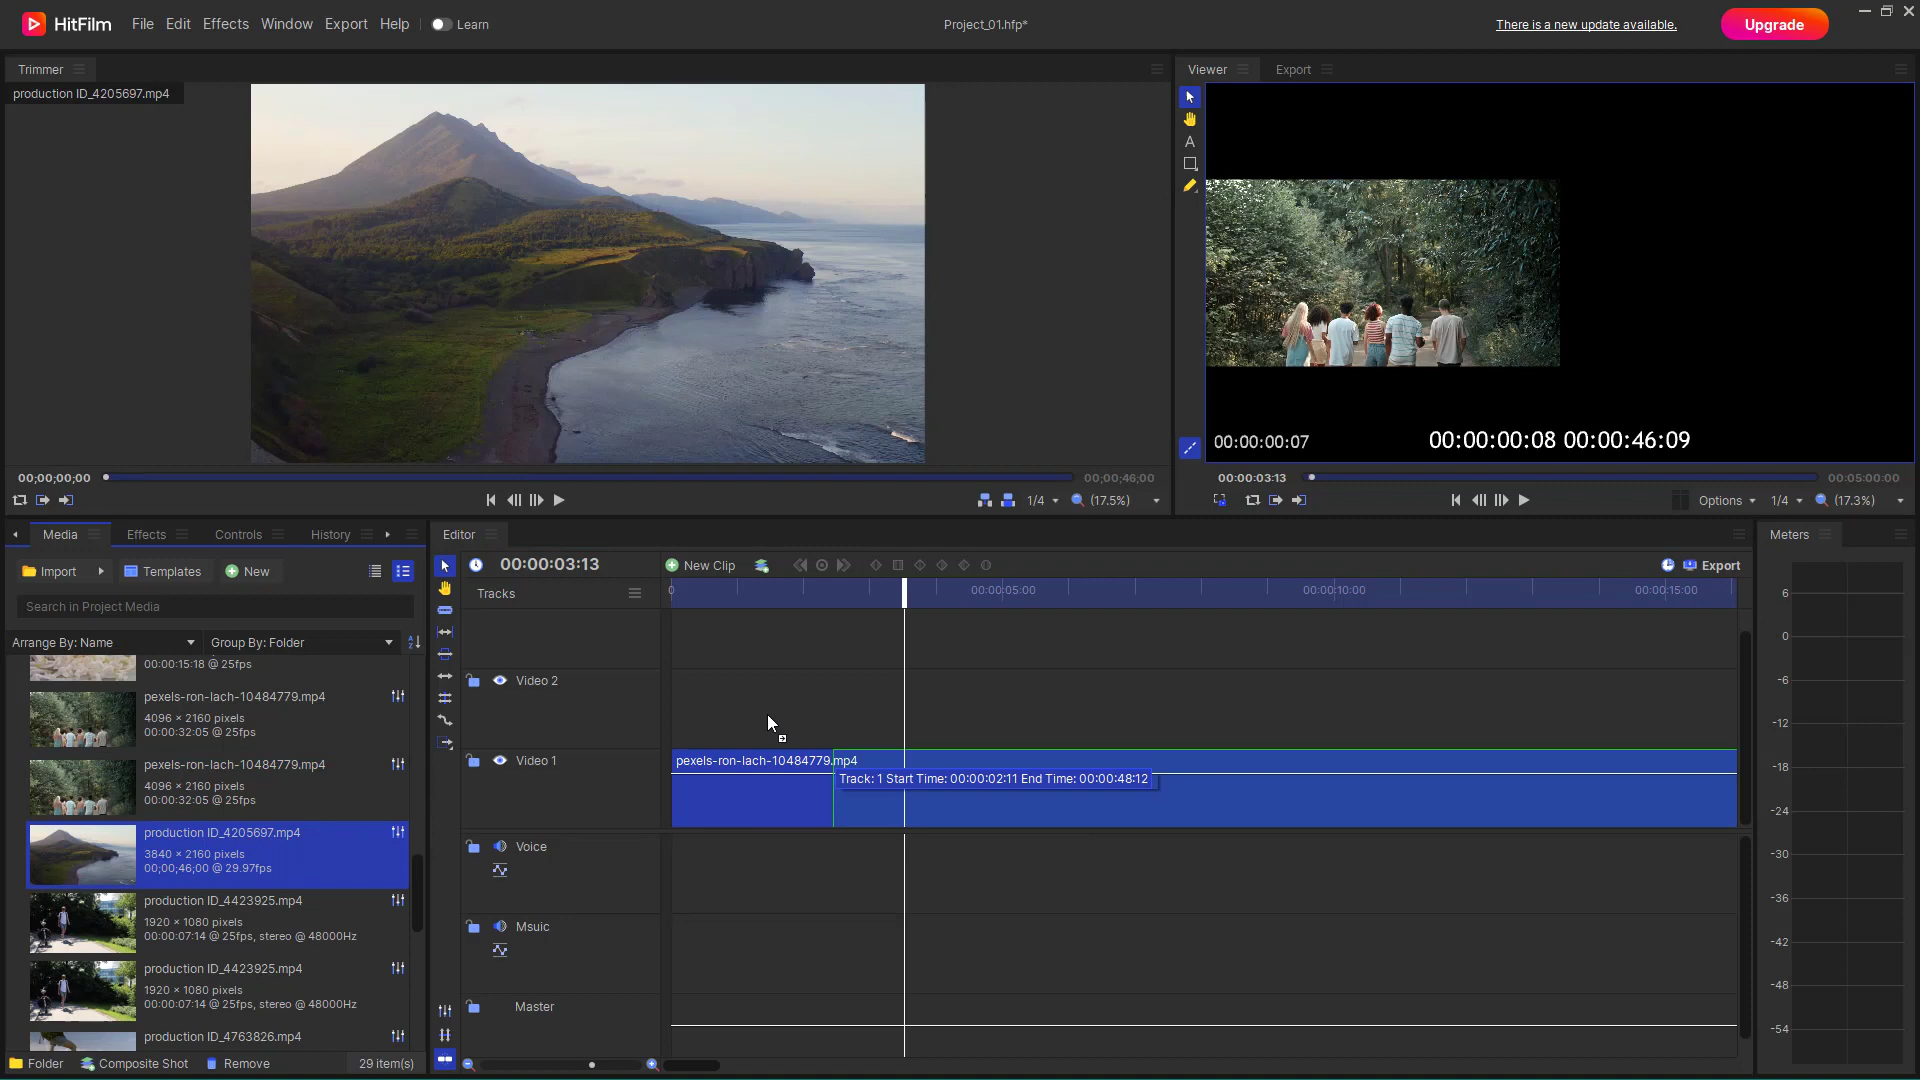 HitFilm
File Edit Effects Window Export Help Learn
Project_01.hfp*
There is a new update available.
Upgrade
Trimmer
production ID_4205697.mp4
00;00;00;00
00;00;46;00
1/4
(17.5%)
Viewer
Export
A
00:00:00:07
00:00:00:08 00:00:46:09
00:00:03:13
00:05:00:00
Options
1/4
(17.3%)
Media
Effects
Controls
History
Import
Templates
New
Search in Project Media
Arrange By: Name
Group By: Folder
00:00:15:18 @ 25fps
pexels-ron-lach-10484779.mp4
4096 × 2160 pixels
00:00:32:05 @ 25fps
pexels-ron-lach-10484779.mp4
4096 × 2160 pixels
00:00:32:05 @ 25fps
production ID_4205697.mp4
3840 × 2160 pixels
00;00;46;00 @ 29.97fps
production ID_4423925.mp4
1920 × 1080 pixels
00:00:07:14 @ 25fps, stereo @ 48000Hz
production ID_4423925.mp4
1920 × 1080 pixels
00:00:07:14 @ 25fps, stereo @ 48000Hz
production ID_4763826.mp4
Folder
Composite Shot
Remove
29 item(s)
Editor
00:00:03:13
New Clip
Export
Tracks
0
00:00:05:00
00:00:10:00
00:00:15:00
Video 2
Video 1
pexels-ron-lach-10484779.mp4
Track: 1 Start Time: 00:00:02:11 End Time: 00:00:48:12
Voice
Msuic
Master
Meters
6
0
-6
-12
-18
-24
-30
-36
-42
-48
-54